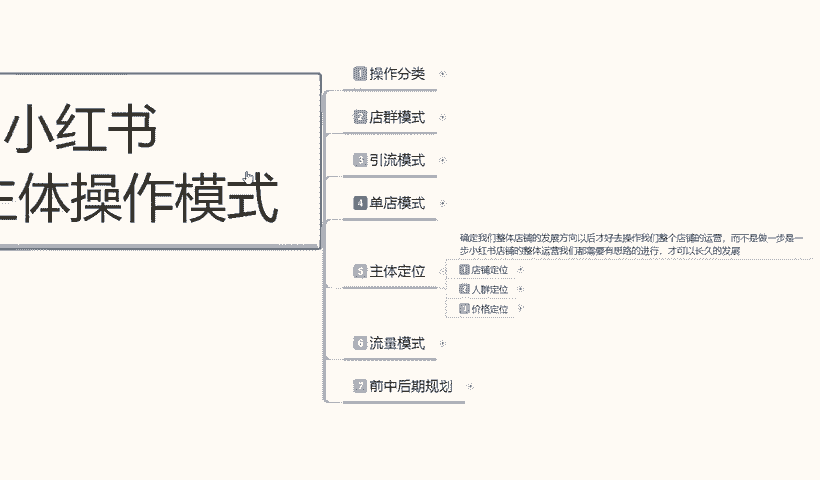 小红书
主体操作模式
1 操作分类
2 店群模式
3 引流模式
4 单店模式
确定我们整体店铺的发展方向以后才好去操作我们整个店铺的运营，而不是做一步是一
步小红书店铺的整体运营我们都需要有思路的进行，才可以长久的发展
5 主体定位
1 店铺定位
2 人群定位
3 价格定位
6 流量模式
7 前中后期规划